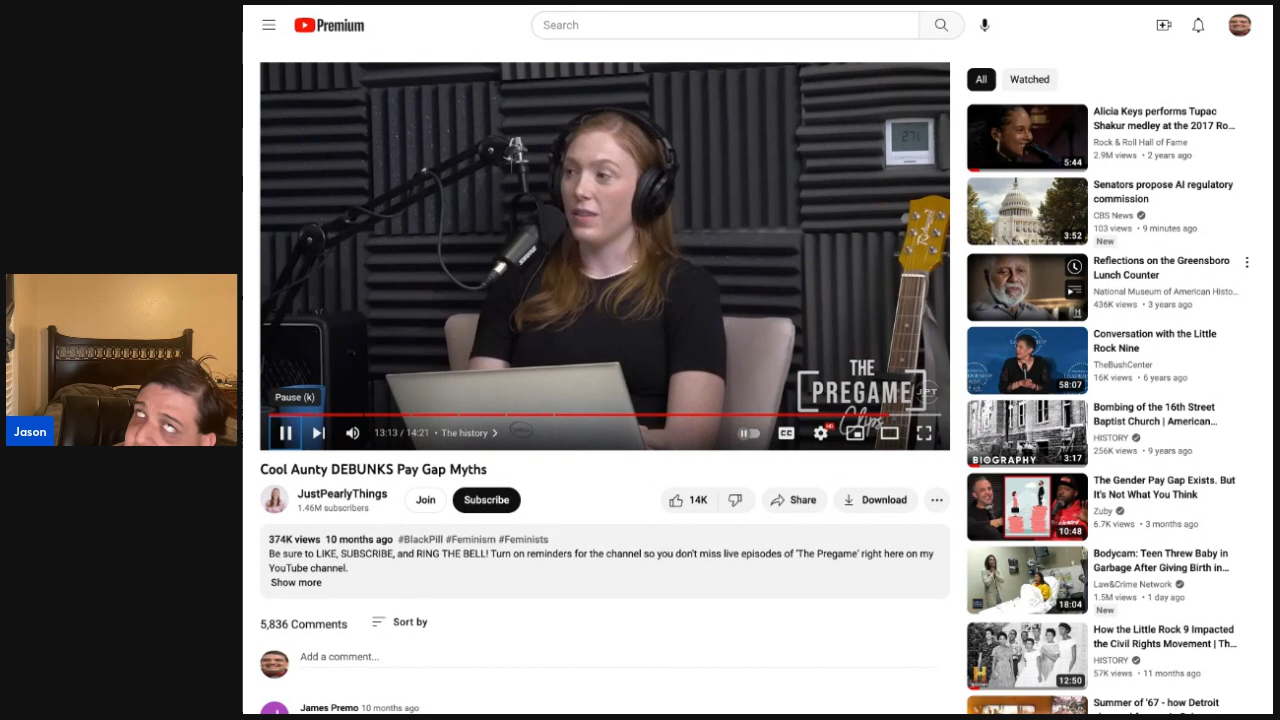 Premium
Search
All
Watched
27
THE
PREGAME
JPT
Clips
Pause (k)
13:13 / 14:21 • The history
CC
HD
Cool Aunty DEBUNKS Pay Gap Myths
JustPearlyThings
1.46M subscribers
Join
Subscribe
14K
Share
Download
374K views 10 months ago #BlackPill #Feminism #Feminists
Be sure to LIKE, SUBSCRIBE, and RING THE BELL! Turn on reminders for the channel so you don't miss live episodes of 'The Pregame' right here on my
YouTube channel.
Show more
5,836 Comments
Sort by
Add a comment...
James Premo 10 months ago
Jason
Alicia Keys performs Tupac
Shakur medley at the 2017 Ro...
Rock & Roll Hall of Fame
2.9M views • 2 years ago
5:44
Senators propose AI regulatory
commission
CBS News
103 views • 9 minutes ago
New
3:52
Reflections on the Greensboro
Lunch Counter
National Museum of American Histo...
436K views • 3 years ago
Conversation with the Little
Rock Nine
TheBushCenter
16K views • 6 years ago
58:07
Bombing of the 16th Street
Baptist Church | American...
HISTORY
256K views • 9 years ago
BIOGRAPHY
3:17
The Gender Pay Gap Exists. But
It's Not What You Think
Zuby
6.7K views • 3 months ago
10:48
Bodycam: Teen Threw Baby in
Garbage After Giving Birth in...
Law&Crime Network
1.5M views • 1 day ago
New
18:04
How the Little Rock 9 Impacted
the Civil Rights Movement | Th...
HISTORY
57K views • 11 months ago
12:50
Summer of '67 - how Detroit